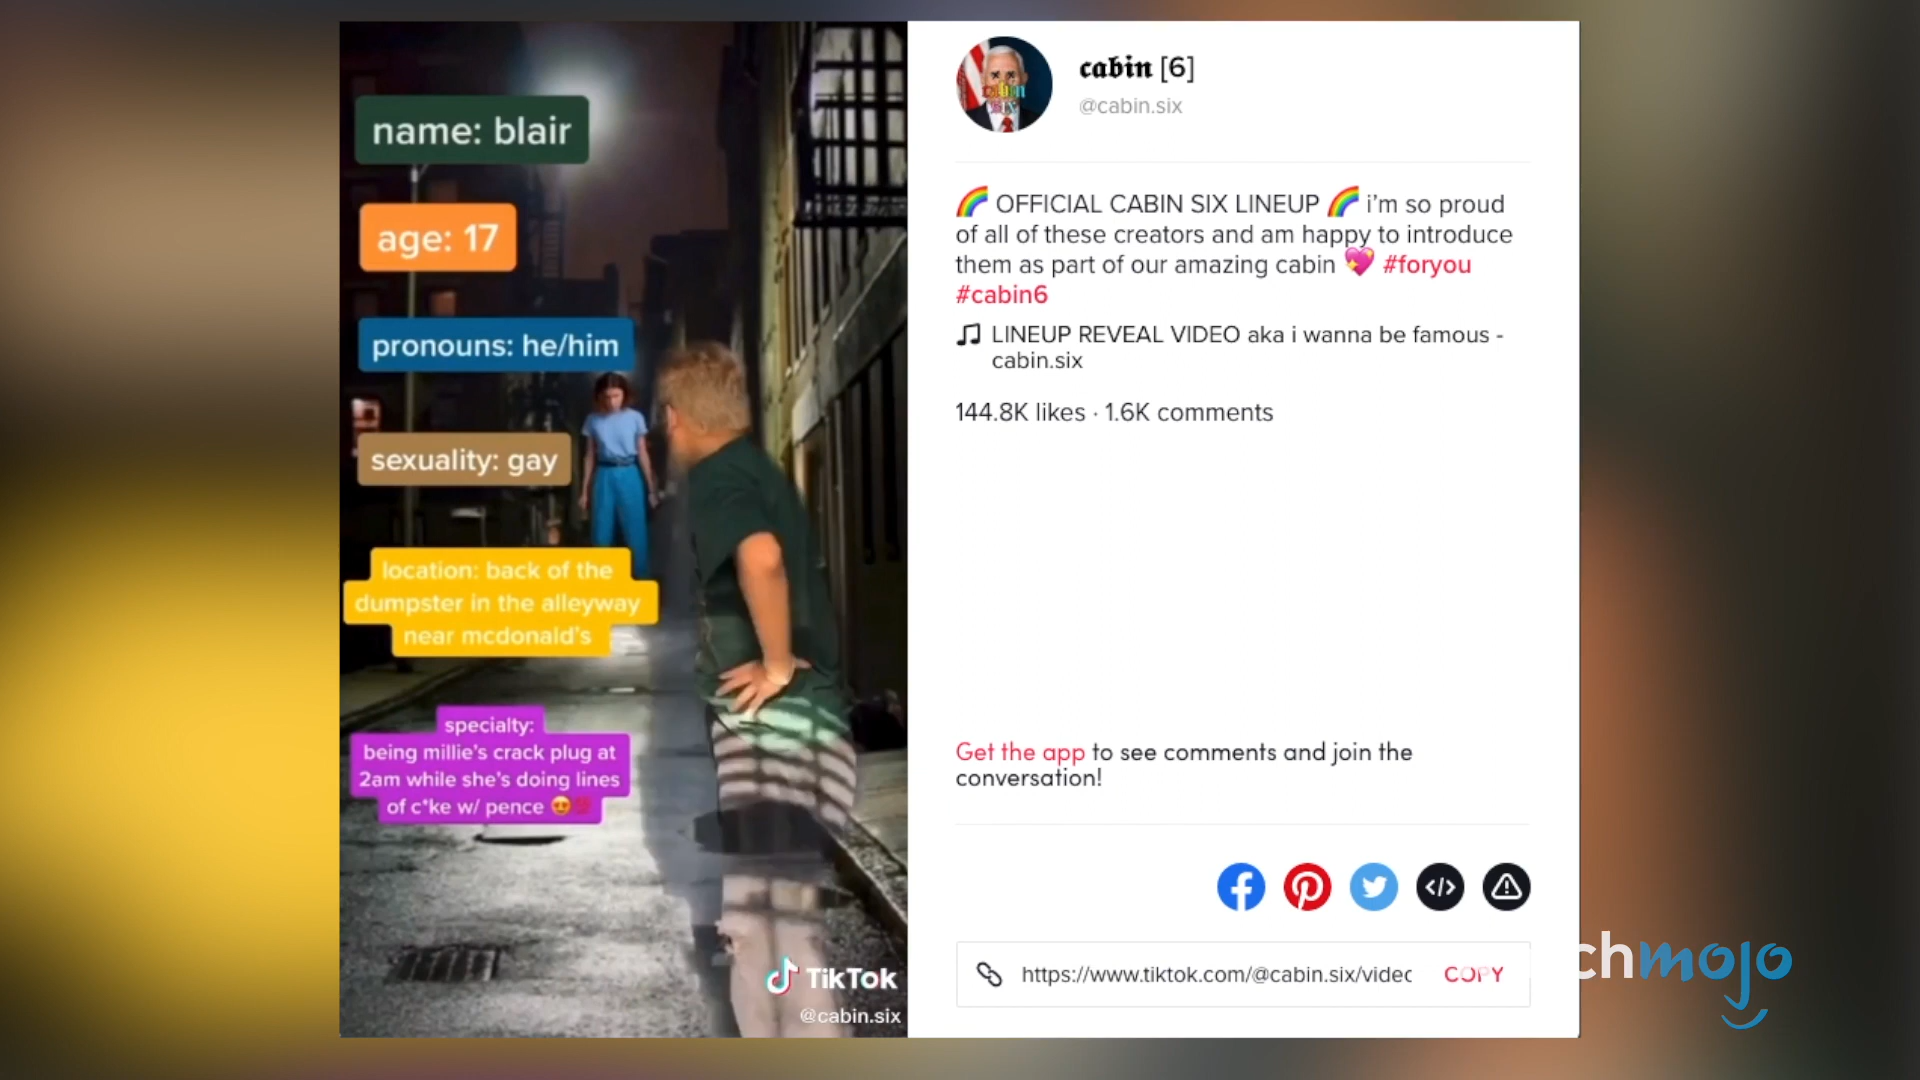 name: blair
age: 17
pronouns: he/him
sexuality: gay
location: back of the
dumpster in the alleyway
near mcdonald's
specialty:
being millie's crack plug at
2am while she's doing lines
of c*ke w/ pence 😍💯
TikTok
@cabin.six
cabin
six
𝖈𝖆𝖇𝖎𝖓 [6]
@cabin.six
🌈 OFFICIAL CABIN SIX LINEUP 🌈 i'm so proud
of all of these creators and am happy to introduce
them as part of our amazing cabin 💖 #foryou
#cabin6
LINEUP REVEAL VIDEO aka i wanna be famous -
cabin.six
144.8K likes · 1.6K comments
Get the app to see comments and join the
conversation!
https://www.tiktok.com/@cabin.six/videc
COPY
chmojo